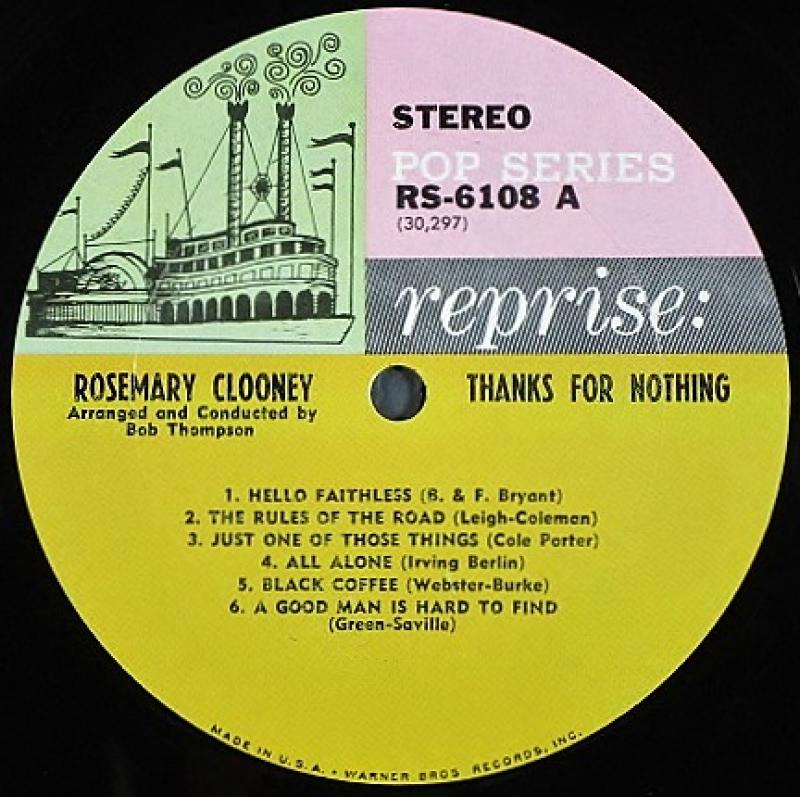 STEREO
POP SERIES
RS-6108 A
(30,297)
reprise:
ROSEMARY CLOONEY
Arranged and Conducted by
Bob Thompson
THANKS FOR NOTHING
1. HELLO FAITHLESS (B. & F. Bryant)
2. THE RULES OF THE ROAD (Leigh-Coleman)
3. JUST ONE OF THOSE THINGS (Cole Porter)
4. ALL ALONE (Irving Berlin)
5. BLACK COFFEE (Webster-Burke)
6. A GOOD MAN IS HARD TO FIND
(Green-Saville)
MADE IN U.S.A. • WARNER BROS RECORDS, INC.